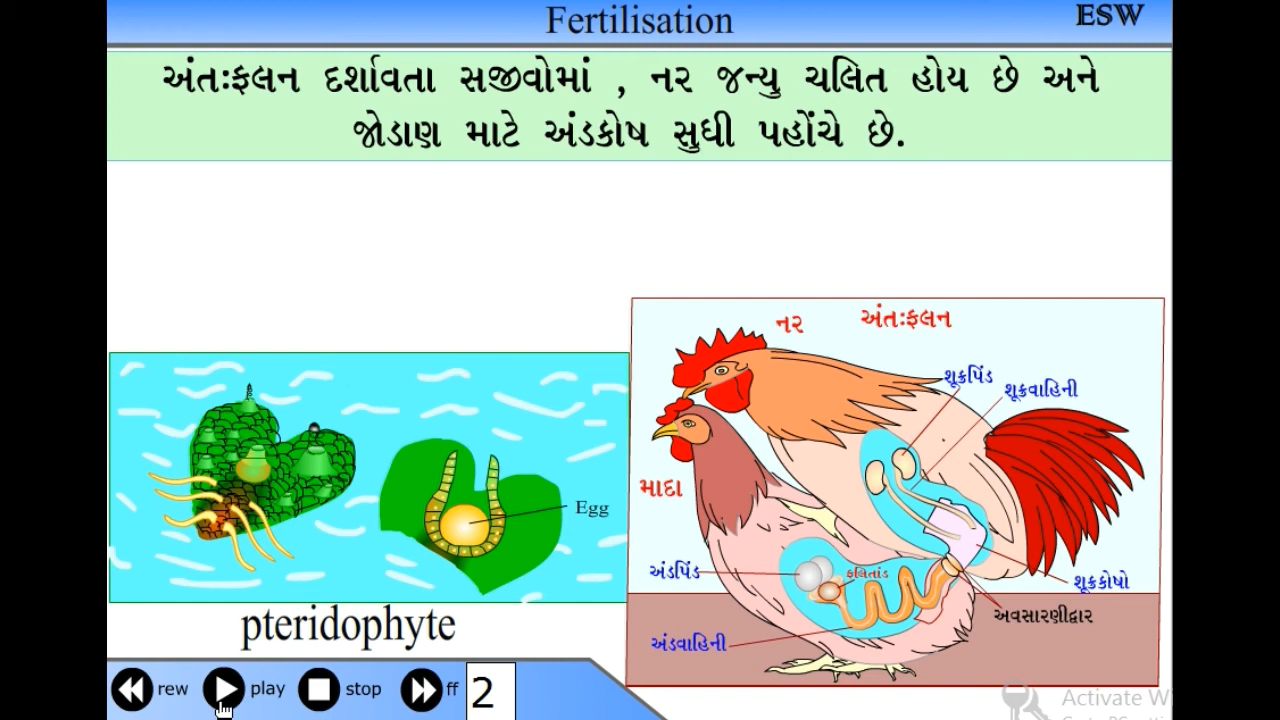 Fertilisation
ESW
અંતઃફલન દર્શાવતા સજીવોમાં , નર જન્યુ ચલિત હોય છે અને
જોડાણ માટે અંડકોષ સુધી પહોંચે છે.
નર
અંતઃફલન
શૂક્રપિંડ
શૂક્રવાહિની
માદા
Egg
અંડપિંડ
ફલિતાંડ
શૂક્રકોષો
અવસારણીદ્વાર
અંડવાહિની
pteridophyte
rew
play
stop
ff
2
Activate W